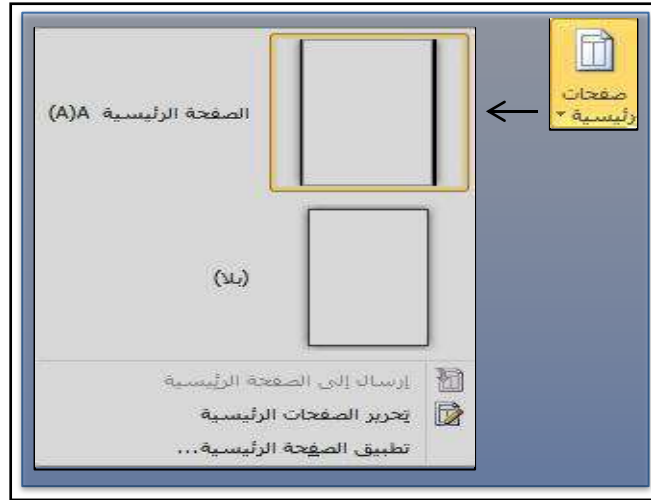 صفحات
رئيسية
الصفحة الرئيسية A(A)
(بلا)
إرسال إلى الصفحة الرئيسية
تحرير الصفحات الرئيسية
تطبيق الصفحة الرئيسية...